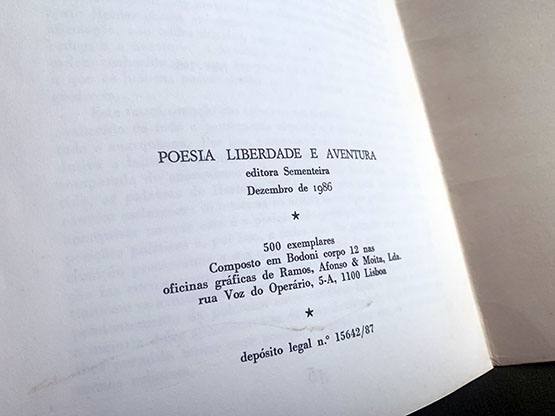 POESIA LIBERDADE E AVENTURA
editora Sementeira
Dezembro de 1986
★
500 exemplares
Composto em Bodoni corpo 12 nas
oficinas gráficas de Ramos, Afonso & Moita, Lda.
rua Voz do Operário, 5-A, 1100 Lisboa
★
depósito legal n.º 15642/87